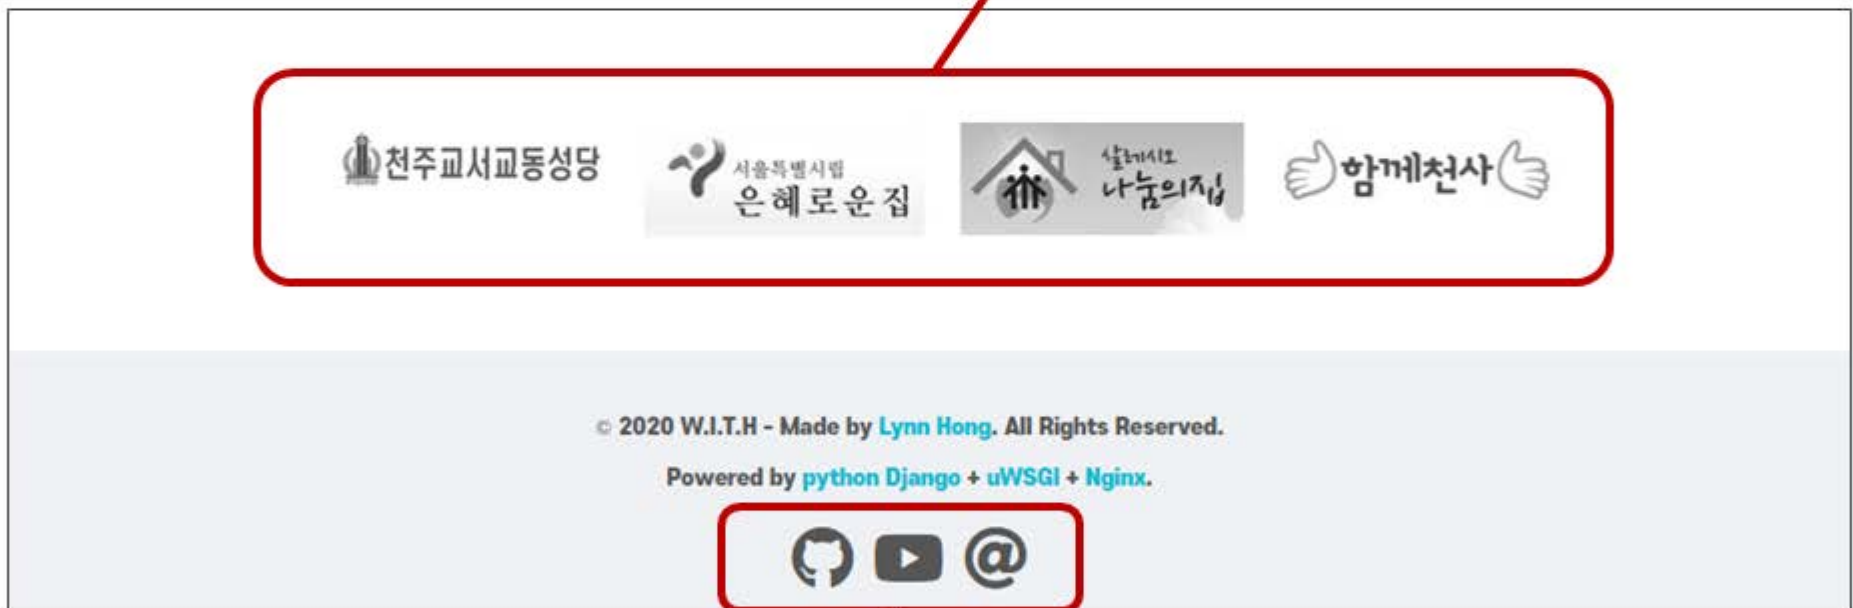 천주교서교동성당
서울특별시립
은혜로운집
살레시오
나눔의집
함께천사
© 2020 W.I.T.H - Made by Lynn Hong. All Rights Reserved.
Powered by python Django + uWSGI + Nginx.
@